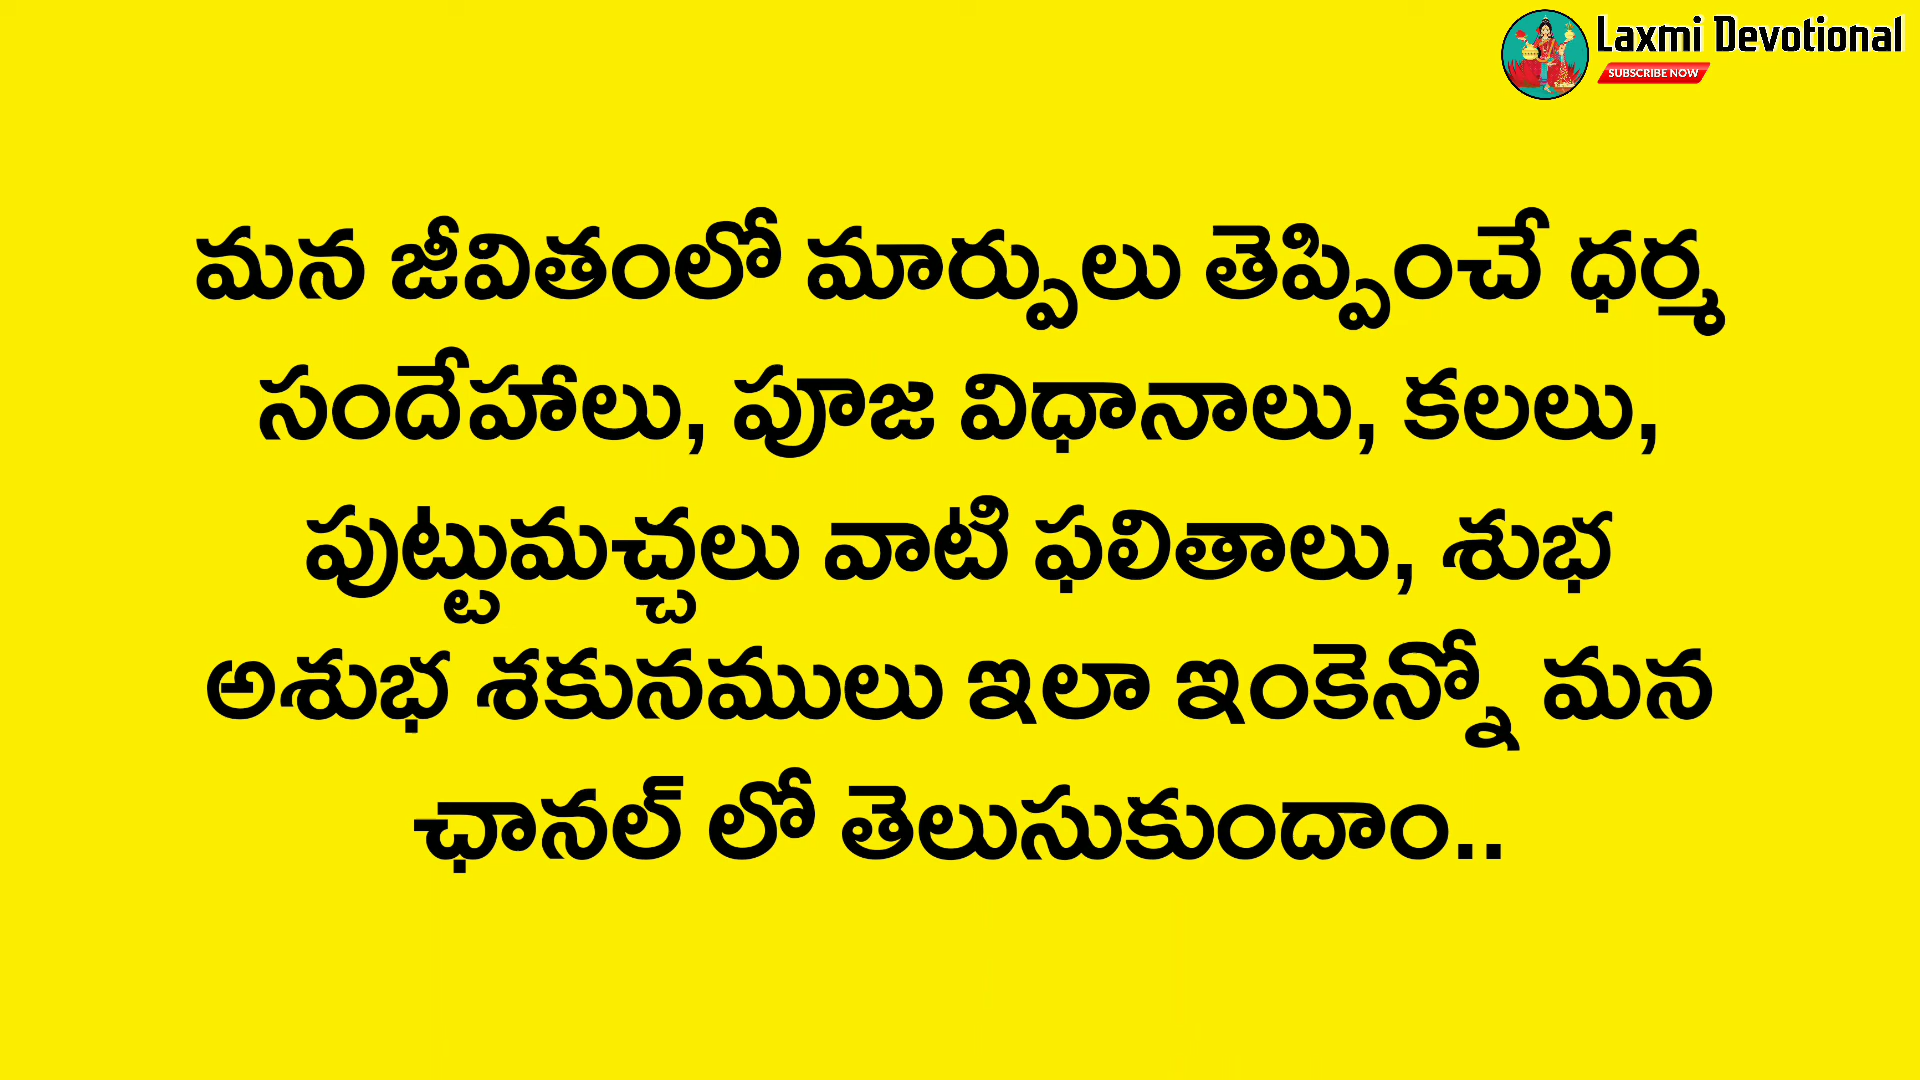 Laxmi Devotional
SUBSCRIBE NOW
మన జీవితంలో మార్పులు తెప్పించే ధర్మ
సందేహాలు, పూజ విధానాలు, కలలు,
పుట్టుమచ్చలు వాటి ఫలితాలు, శుభ
అశుభ శకునములు ఇలా ఇంకెన్నో మన
ఛానల్ లో తెలుసుకుందాం..